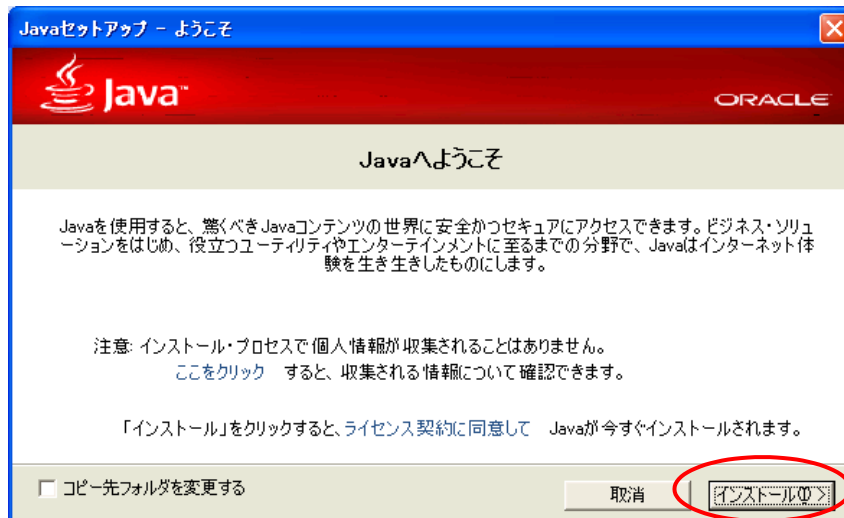 Javaセットアップ - ようこそ
Java™
ORACLE
Javaへようこそ
Javaを使用すると、驚くべきJavaコンテンツの世界に安全かつセキュアにアクセスできます。ビジネス・ソリュ
ーションをはじめ、役立つユーティリティやエンターテインメントに至るまでの分野で、Javaはインターネット体
験を生き生きしたものにします。
注意: インストール・プロセスで個人情報が収集されることはありません。
ここをクリック すると、収集される情報について確認できます。
「インストール」をクリックすると、ライセンス契約に同意して Javaが今すぐインストールされます。
コピー先フォルダを変更する
取消
インストール(I) >